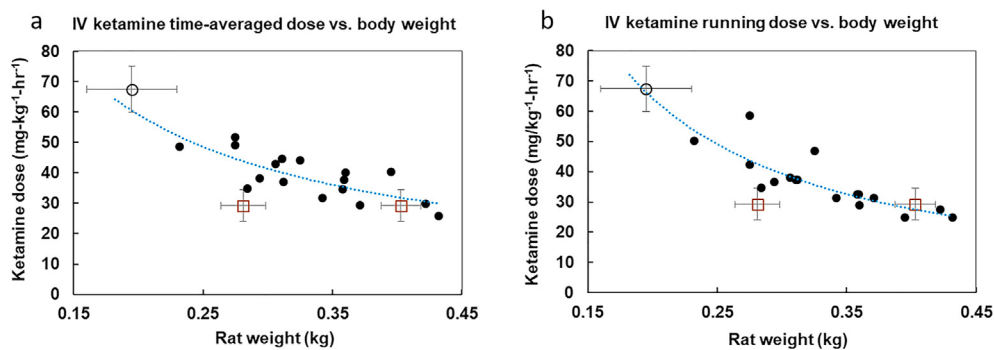 a IV ketamine time-averaged dose vs. body weight
Ketamine dose (mg-kg⁻¹-hr⁻¹)
80
70
60
50
40
30
20
10
0
0.15 0.25 0.35 0.45
Rat weight (kg)
b IV ketamine running dose vs. body weight
Ketamine dose (mg/kg⁻¹-hr⁻¹)
80
70
60
50
40
30
20
10
0
0.15 0.25 0.35 0.45
Rat weight (kg)